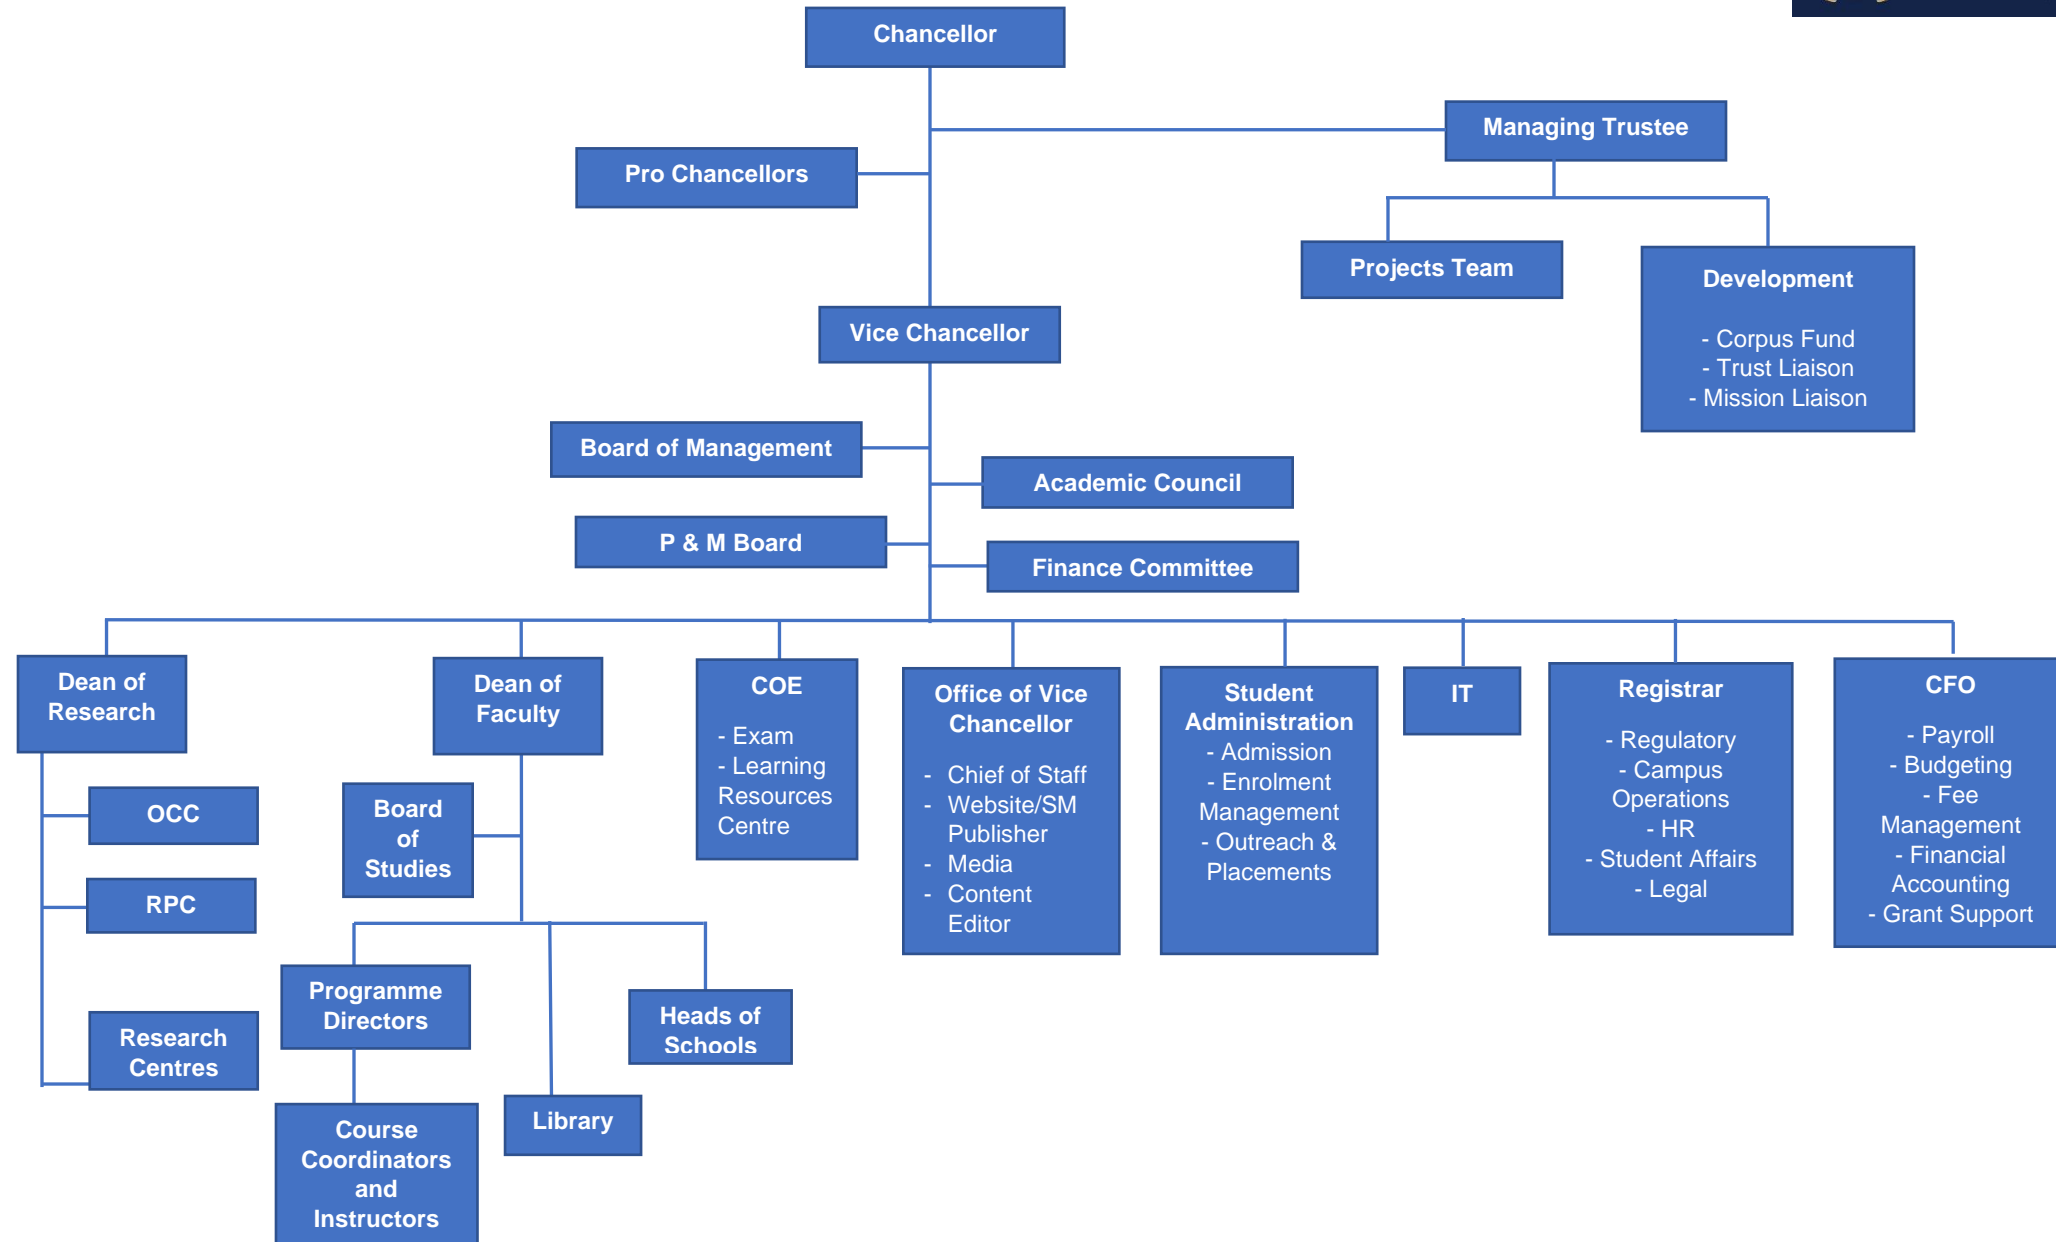 Chancellor
Managing Trustee
Pro Chancellors
Projects Team
Development
- Corpus Fund
- Trust Liaison
- Mission Liaison
Vice Chancellor
Board of Management
Academic Council
P & M Board
Finance Committee
Dean of
Research
OCC
RPC
Research
Centres
Dean of
Faculty
Board
of
Studies
Programme
Directors
Course
Coordinators
and
Instructors
Library
Heads of
Schools
COE
- Exam
- Learning
Resources
Centre
Office of Vice
Chancellor
- Chief of Staff
- Website/SM
Publisher
- Media
- Content
Editor
Student
Administration
- Admission
- Enrolment
Management
- Outreach &
Placements
IT
Registrar
- Regulatory
- Campus
Operations
- HR
- Student Affairs
- Legal
CFO
- Payroll
- Budgeting
- Fee
Management
- Financial
Accounting
- Grant Support